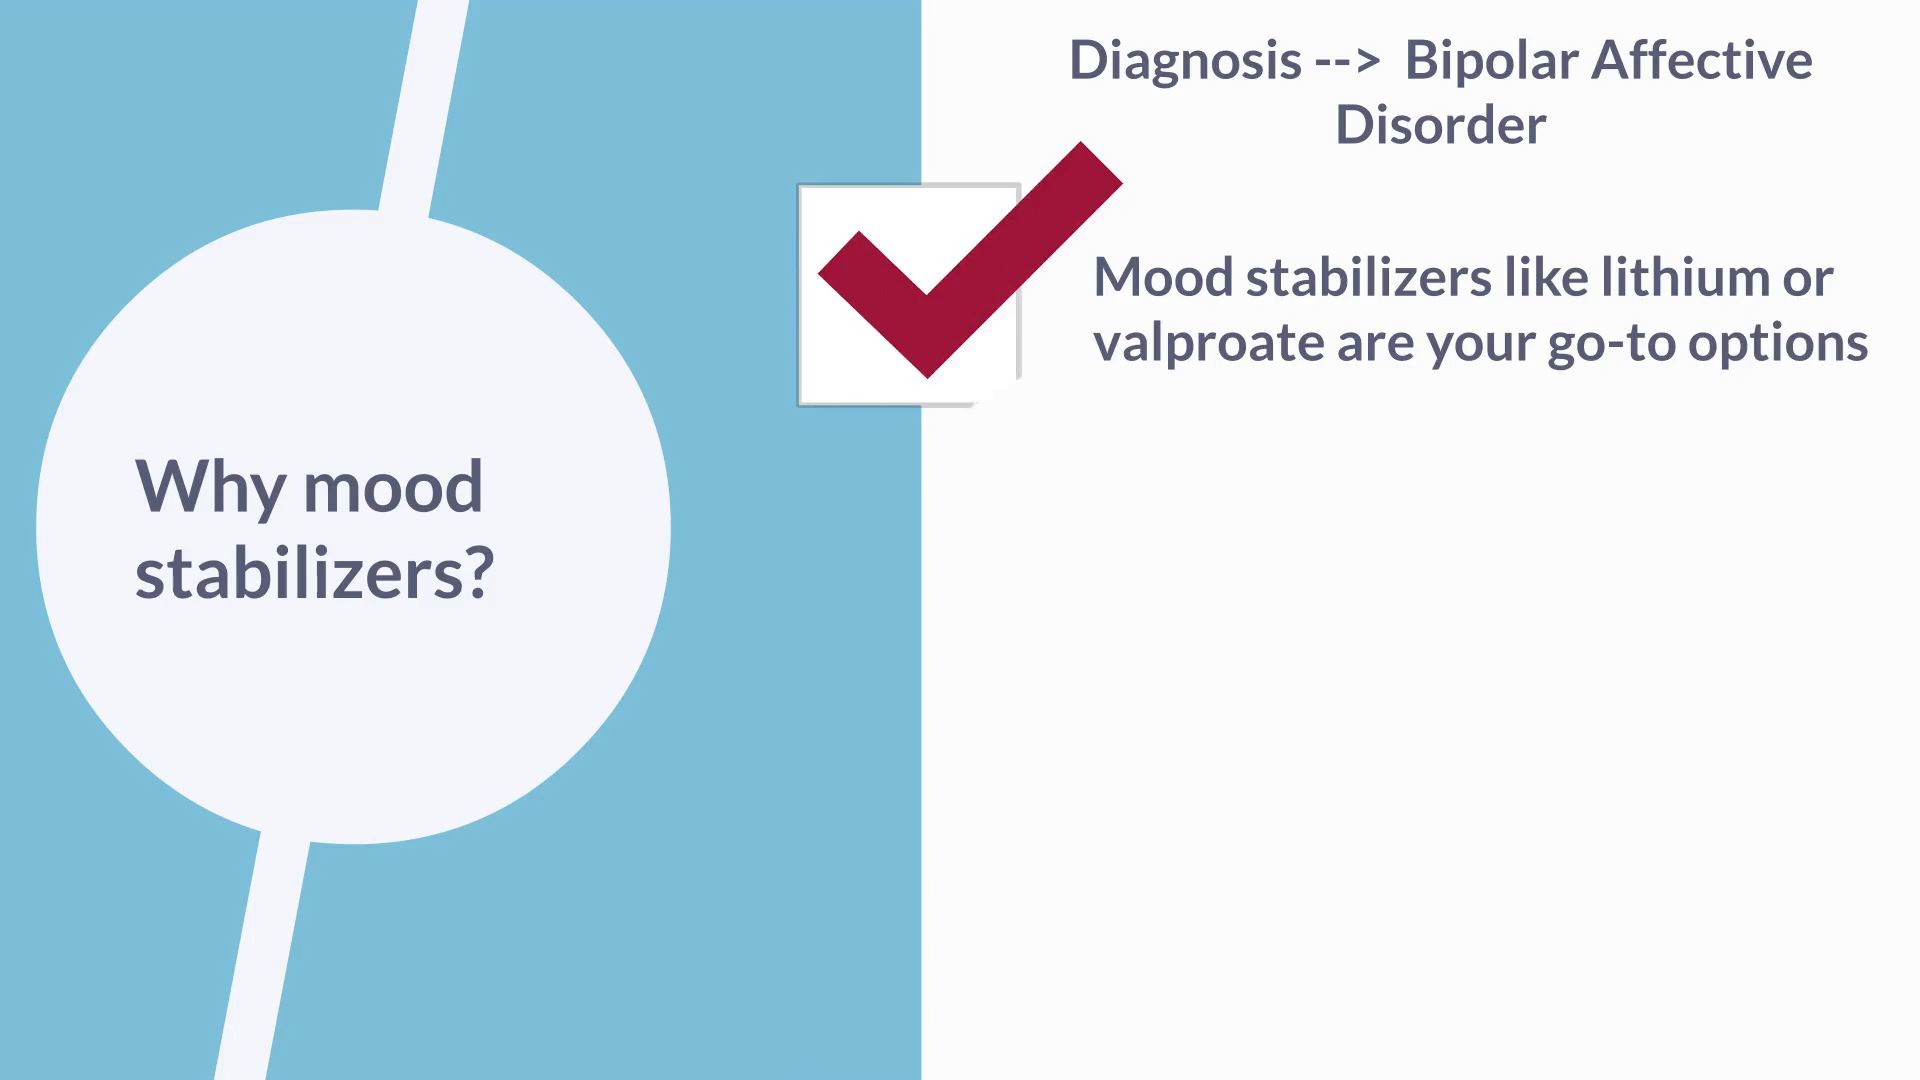 Diagnosis --> Bipolar Affective
Disorder
Mood stabilizers like lithium or
valproate are your go-to options
Why mood
stabilizers?